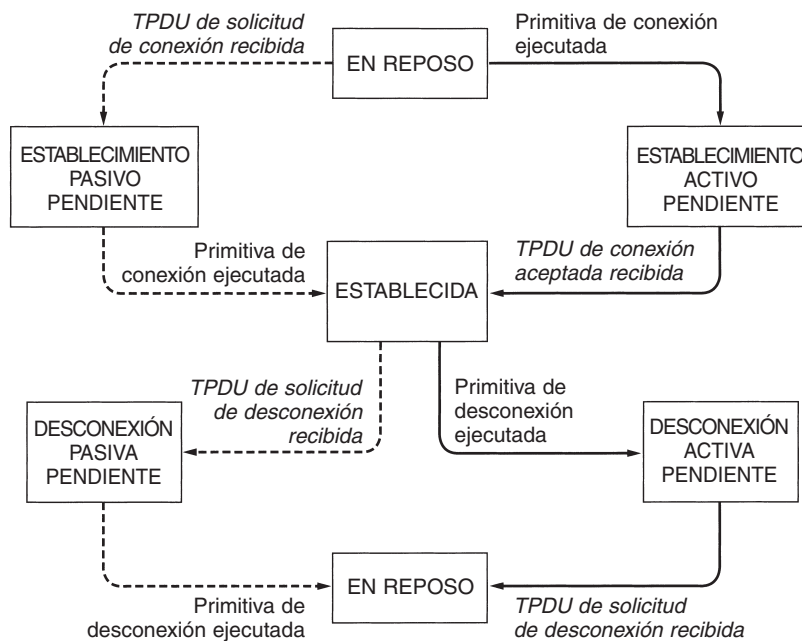 TPDU de solicitud
de conexión recibida
EN REPOSO
Primitiva de conexión
ejecutada
ESTABLECIMIENTO
PASIVO
PENDIENTE
ESTABLECIMIENTO
ACTIVO
PENDIENTE
Primitiva de
conexión ejecutada
ESTABLECIDA
TPDU de conexión
aceptada recibida
TPDU de solicitud
de desconexión
recibida
Primitiva de
desconexión
ejecutada
DESCONEXIÓN
PASIVA
PENDIENTE
DESCONEXIÓN
ACTIVA
PENDIENTE
Primitiva de
desconexión ejecutada
EN REPOSO
TPDU de solicitud
de desconexión recibida